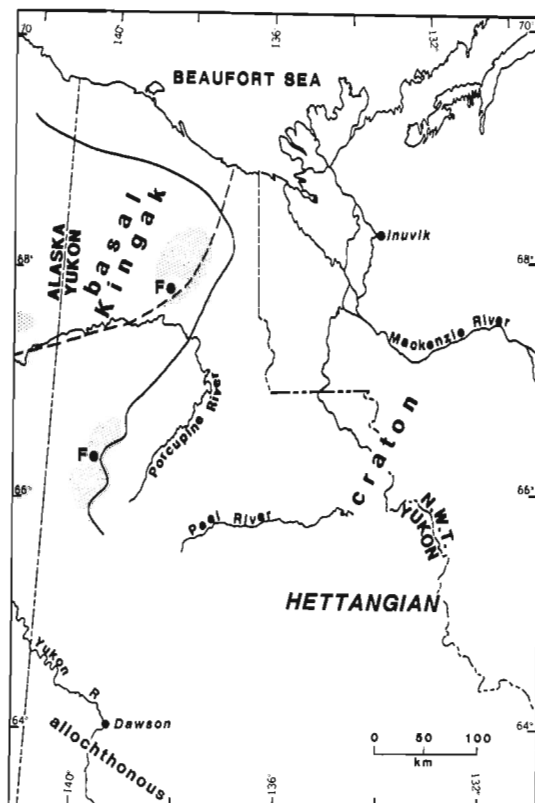 70
140°
136°
132°
70°
BEAUFORT SEA
ALASKA
YUKON
basal
Kingak
Inuvik
68°
68°
Fe
Mackenzie River
Porcupine River
craton
Fe
66°
66°
N.W.T.
YUKON
Peel River
HETTANGIAN
Yukon R
64°
Dawson
64°
allochthonous
0 50 100
km
140°
136°
132°